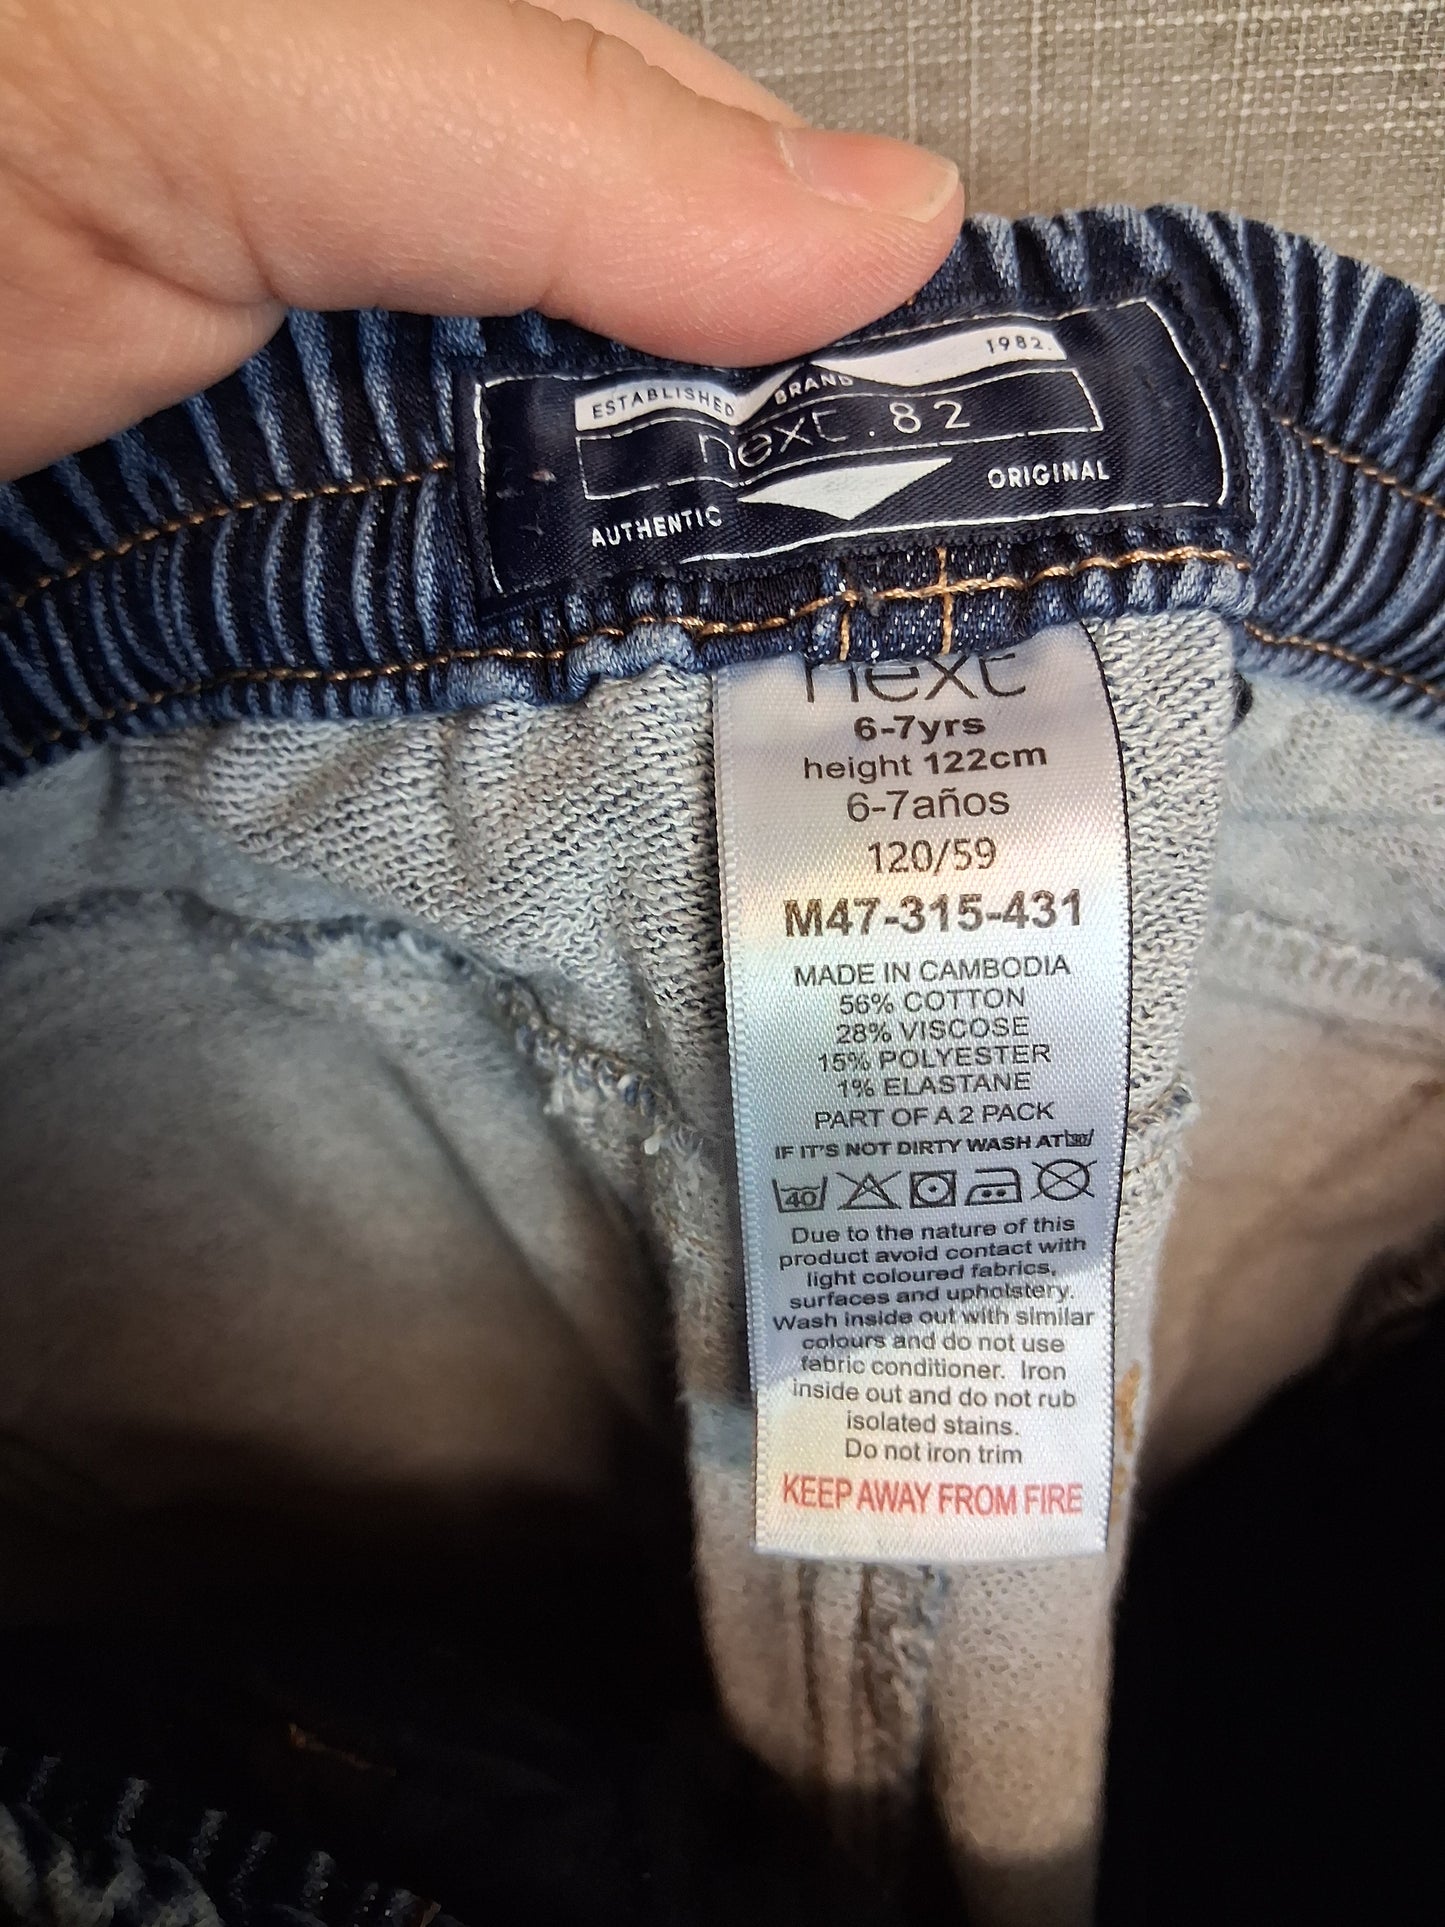 ESTABLISHED BRAND 1982.
next.82
AUTHENTIC ORIGINAL
next
6-7yrs
height 122cm
6-7años
120/59
M47-315-431
MADE IN CAMBODIA
56% COTTON
28% VISCOSE
15% POLYESTER
1% ELASTANE
PART OF A 2 PACK
IF IT'S NOT DIRTY WASH AT 30
40
Due to the nature of this
product avoid contact with
light coloured fabrics,
surfaces and upholstery.
Wash inside out with similar
colours and do not use
fabric conditioner. Iron
inside out and do not rub
isolated stains.
Do not iron trim
KEEP AWAY FROM FIRE